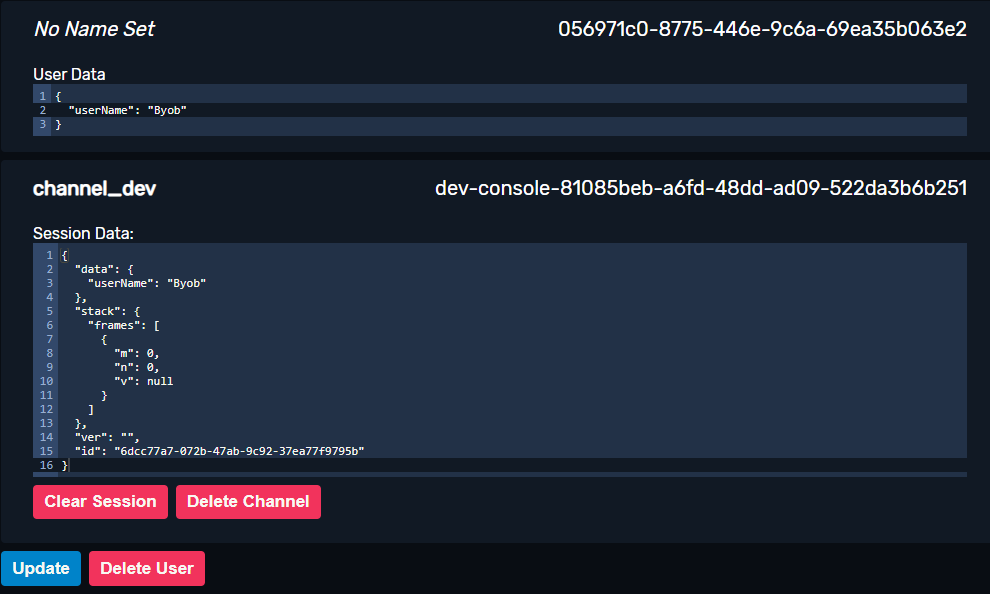 No Name Set 056971c0-8775-446e-9c6a-69ea35b063e2
User Data
1 {
2 "userName": "Byob"
3 }
channel_dev dev-console-81085beb-a6fd-48dd-ad09-522da3b6b251
Session Data:
1 {
2 "data": {
3 "userName": "Byob"
4 },
5 "stack": {
6 "frames": [
7 {
8 "m": 0,
9 "n": 0,
10 "v": null
11 }
12 ]
13 },
14 "ver": "",
15 "id": "6dcc77a7-072b-47ab-9c92-37ea77f9795b"
16 }
Clear Session Delete Channel
Update Delete User